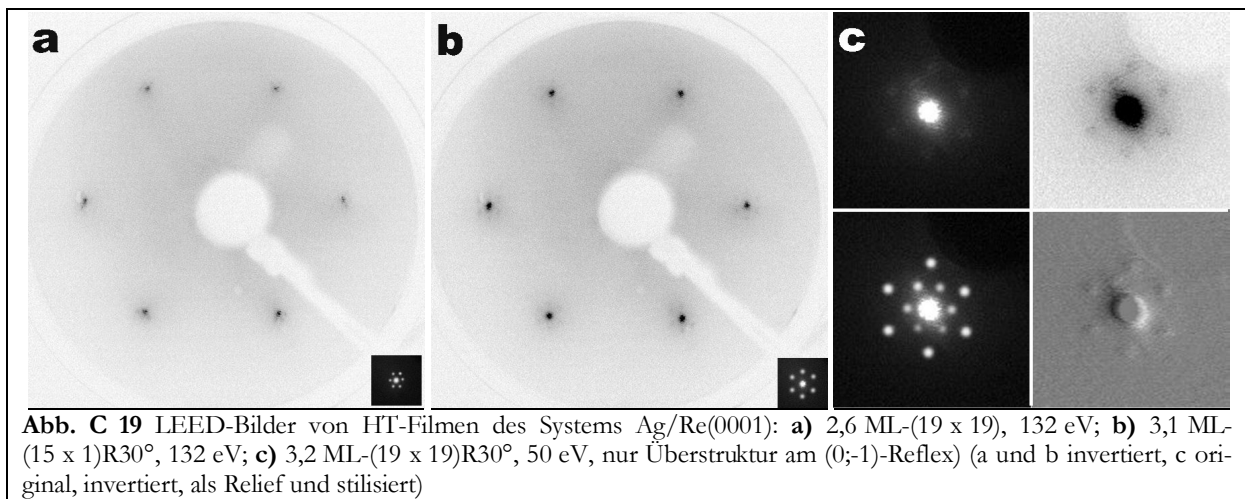 a
b
c
Abb. C 19 LEED-Bilder von HT-Filmen des Systems Ag/Re(0001): a) 2,6 ML-(19 x 19), 132 eV; b) 3,1 ML-
(15 x 1)R30°, 132 eV; c) 3,2 ML-(19 x 19)R30°, 50 eV, nur Überstruktur am (0;-1)-Reflex) (a und b invertiert, c ori-
ginal, invertiert, als Relief und stilisiert)